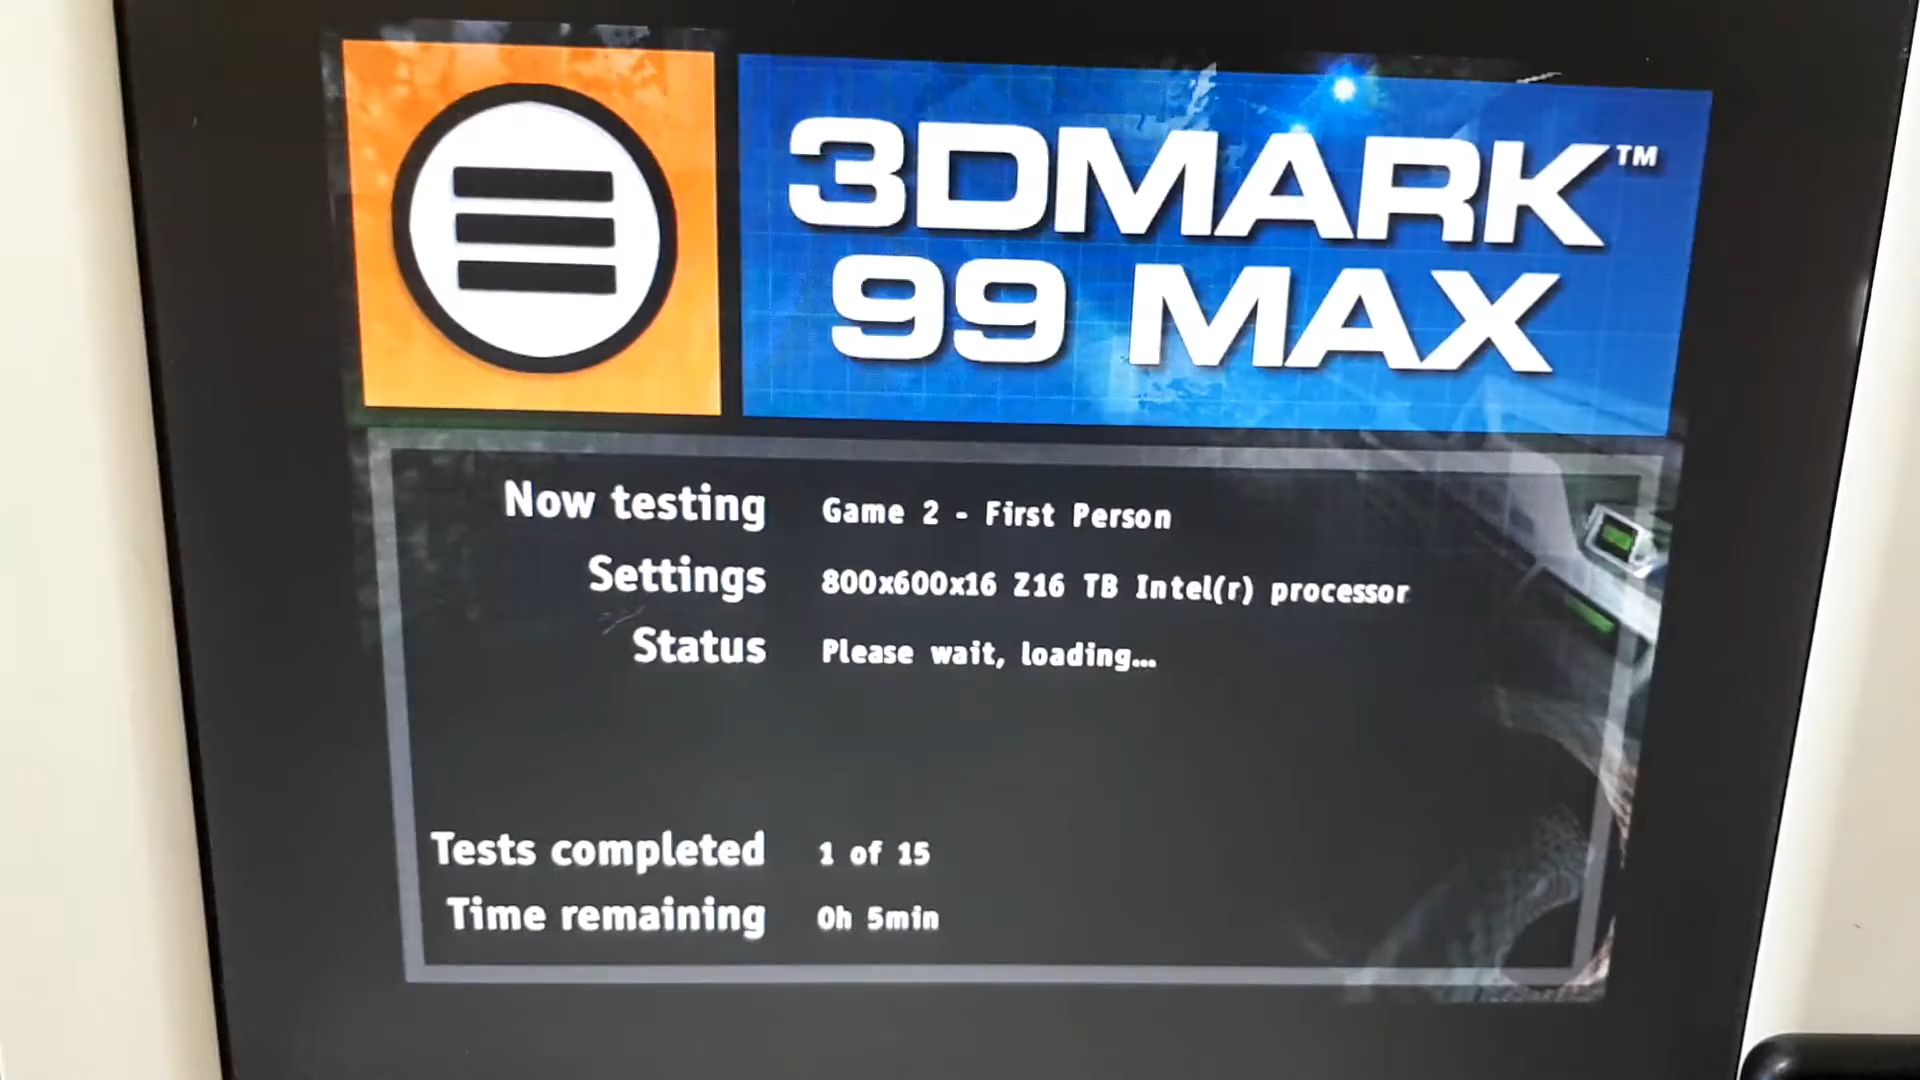 3DMARK™
99 MAX
Now testing Game 2 - First Person
Settings 800x600x16 Z16 TB Intel(r) processor
Status Please wait, loading...
Tests completed 1 of 15
Time remaining 0h 5min